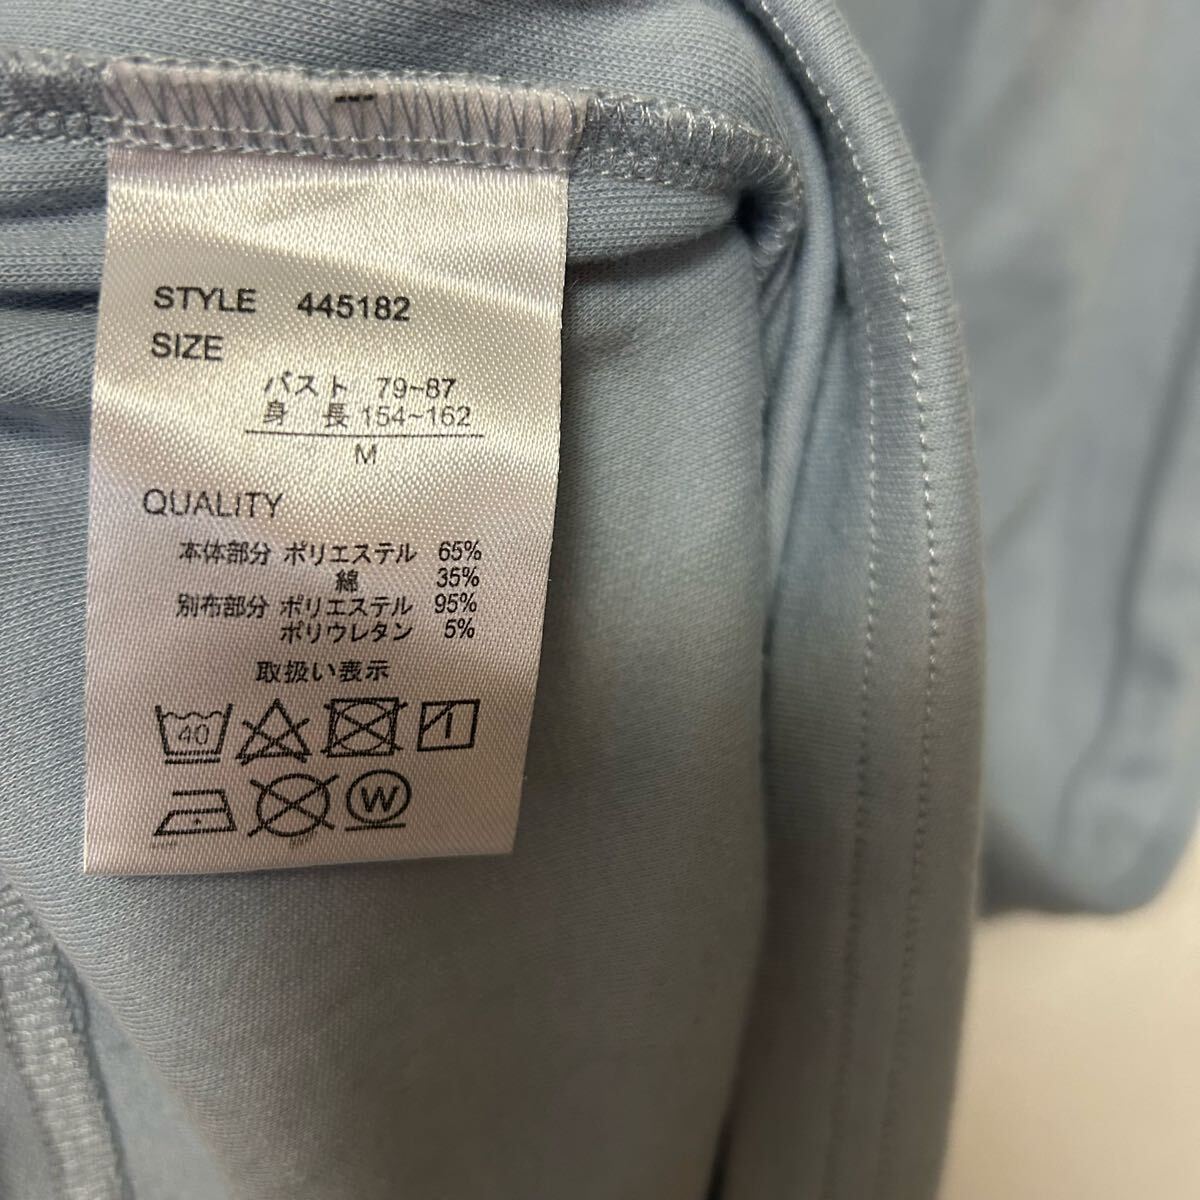 STYLE 445182
SIZE
バスト 79~87
身 長 154~162
M
QUALITY
本体部分 ポリエステル 65%
綿 35%
別布部分 ポリエステル 95%
ポリウレタン 5%
取扱い表示
40
W